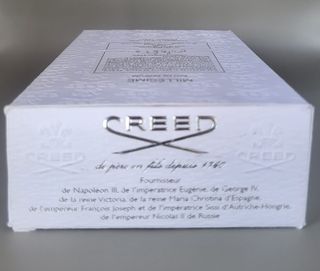 MILLESIME
CREED
de père en fils depuis 1760
Fournisseur
de Napoléon III, de l'impératrice Eugénie, de George IV,
de la reine Victoria, de la reine Maria Christina d'Espagne,
de l'empereur François Joseph et de l'impératrice Sissi d'Autriche-Hongrie,
de l'empereur Nicolas II de Russie